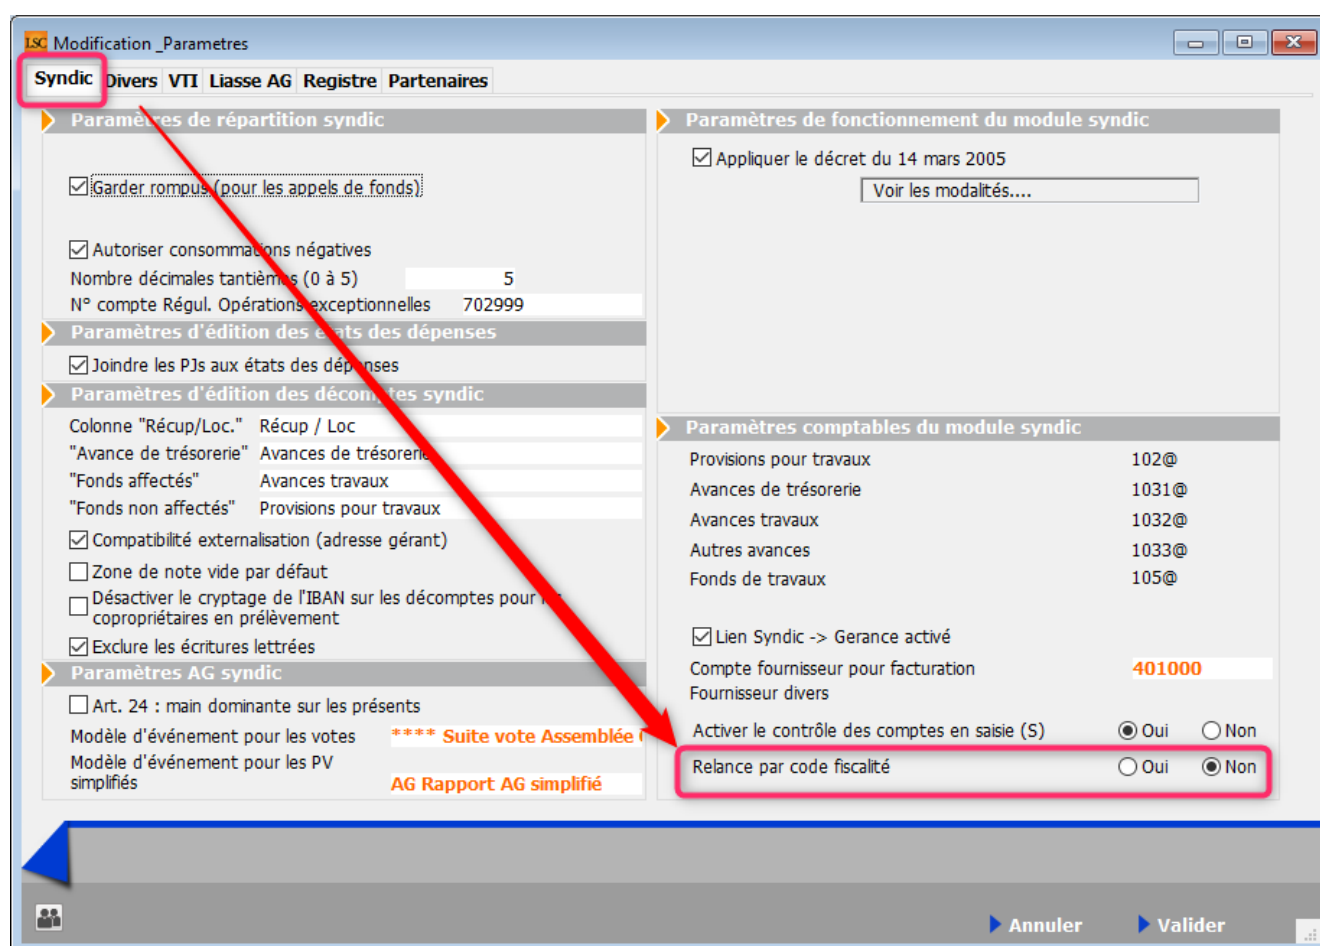 LSC Modification _Parametres
Syndic Divers VTI Liasse AG Registre Partenaires
Paramètres de répartition syndic
Garder rompus (pour les appels de fonds)
Autoriser consommations négatives
Nombre décimales tantièmes (0 à 5) 5
N° compte Régul. Opérations exceptionnelles 702999
Paramètres d'édition des états des dépenses
Joindre les PJs aux états des dépenses
Paramètres d'édition des décomptes syndic
Colonne "Récup/Loc." Récup / Loc
"Avance de trésorerie" Avances de trésorerie
"Fonds affectés" Avances travaux
"Fonds non affectés" Provisions pour travaux
Compatibilité externalisation (adresse gérant)
Zone de note vide par défaut
Désactiver le cryptage de l'IBAN sur les décomptes pour les
copropriétaires en prélèvement
Exclure les écritures lettrées
Paramètres AG syndic
Art. 24 : main dominante sur les présents
Modèle d'événement pour les votes **** Suite vote Assemblée
Modèle d'événement pour les PV
simplifiés AG Rapport AG simplifié
Paramètres de fonctionnement du module syndic
Appliquer le décret du 14 mars 2005
Voir les modalités....
Paramètres comptables du module syndic
Provisions pour travaux 102@
Avances de trésorerie 1031@
Avances travaux 1032@
Autres avances 1033@
Fonds de travaux 105@
Lien Syndic -> Gerance activé
Compte fournisseur pour facturation 401000
Fournisseur divers
Activer le contrôle des comptes en saisie (S) Oui Non
Relance par code fiscalité Oui Non
Annuler Valider